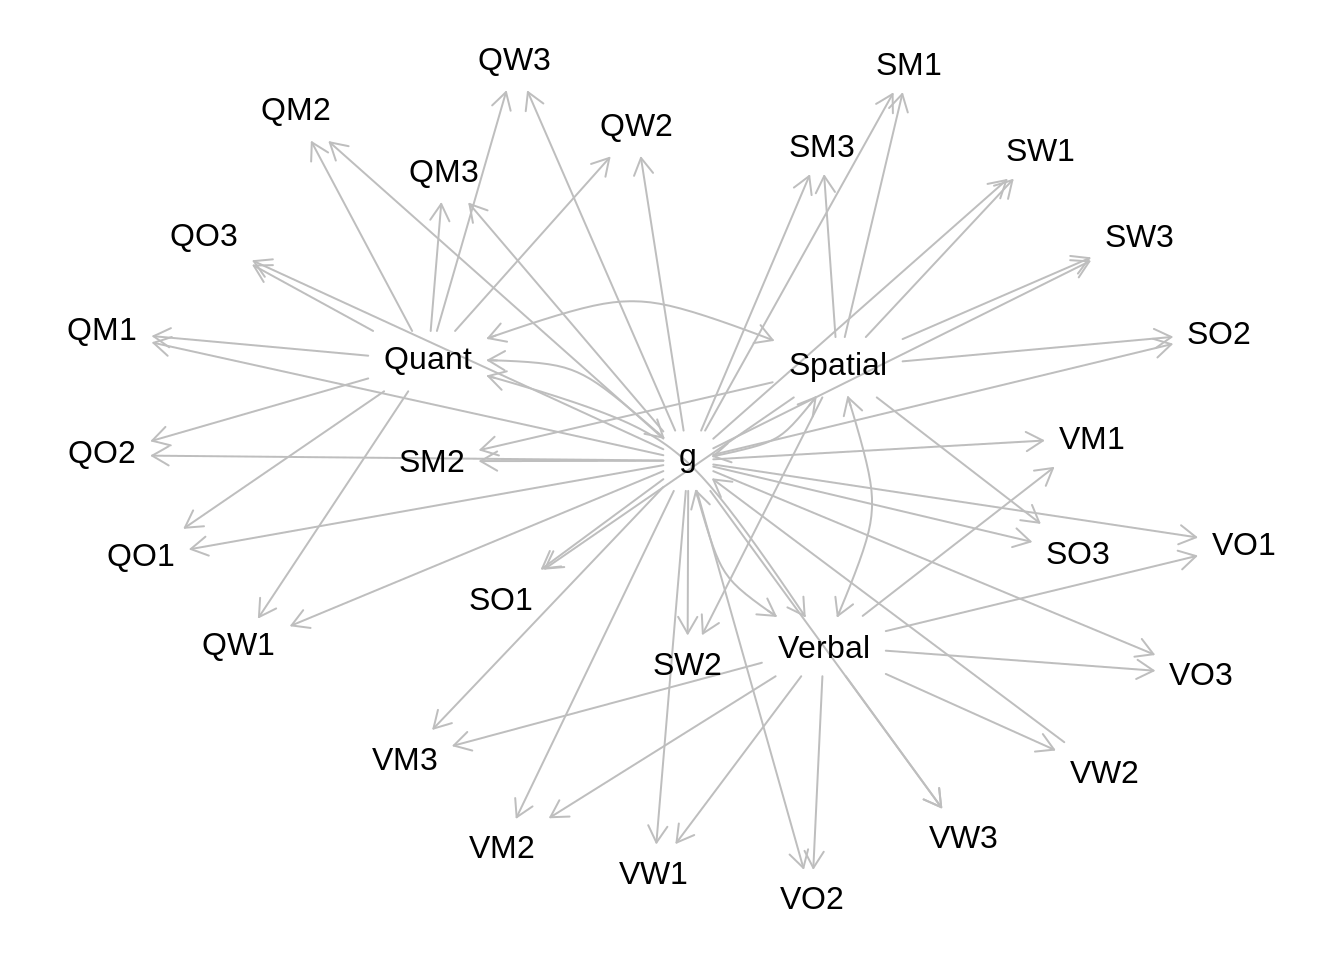 QW3
SM1
QM2
QW2
SM3
SW1
QM3
QO3
SW3
QM1
SO2
Quant
Spatial
VM1
QO2
SM2
g
VO1
SO3
QO1
SO1
QW1
Verbal
SW2
VO3
VM3
VW2
VW3
VM2
VW1
VO2